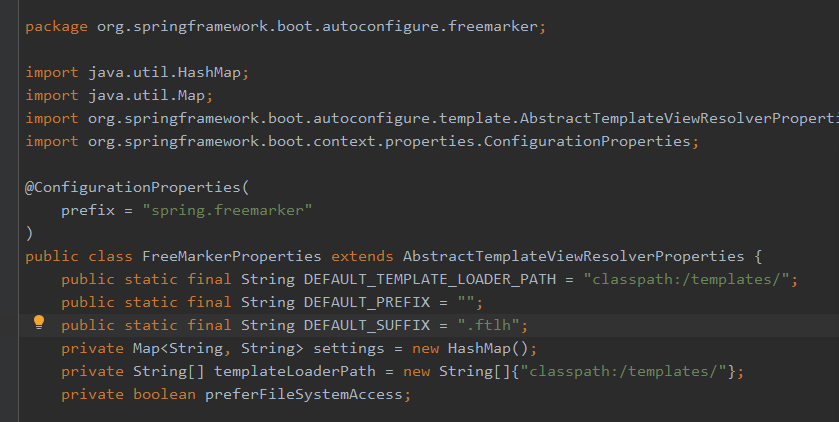 package org.springframework.boot.autoconfigure.freemarker;
import java.util.HashMap;
import java.util.Map;
import org.springframework.boot.autoconfigure.template.AbstractTemplateViewResolverProperti
import org.springframework.boot.context.properties.ConfigurationProperties;
@ConfigurationProperties(
    prefix = "spring.freemarker"
)
public class FreeMarkerProperties extends AbstractTemplateViewResolverProperties {
    public static final String DEFAULT_TEMPLATE_LOADER_PATH = "classpath:/templates/";
    public static final String DEFAULT_PREFIX = "";
    public static final String DEFAULT_SUFFIX = ".ftlh";
    private Map<String, String> settings = new HashMap();
    private String[] templateLoaderPath = new String[]{"classpath:/templates/"};
    private boolean preferFileSystemAccess;